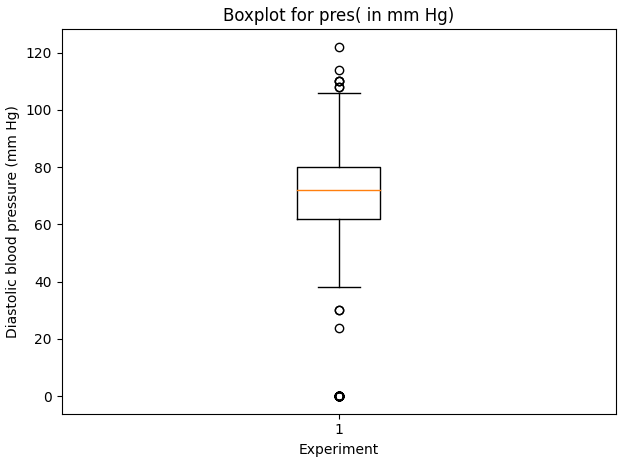 Boxplot for pres( in mm Hg)
Diastolic blood pressure (mm Hg)
120
100
80
60
40
20
0
1
Experiment